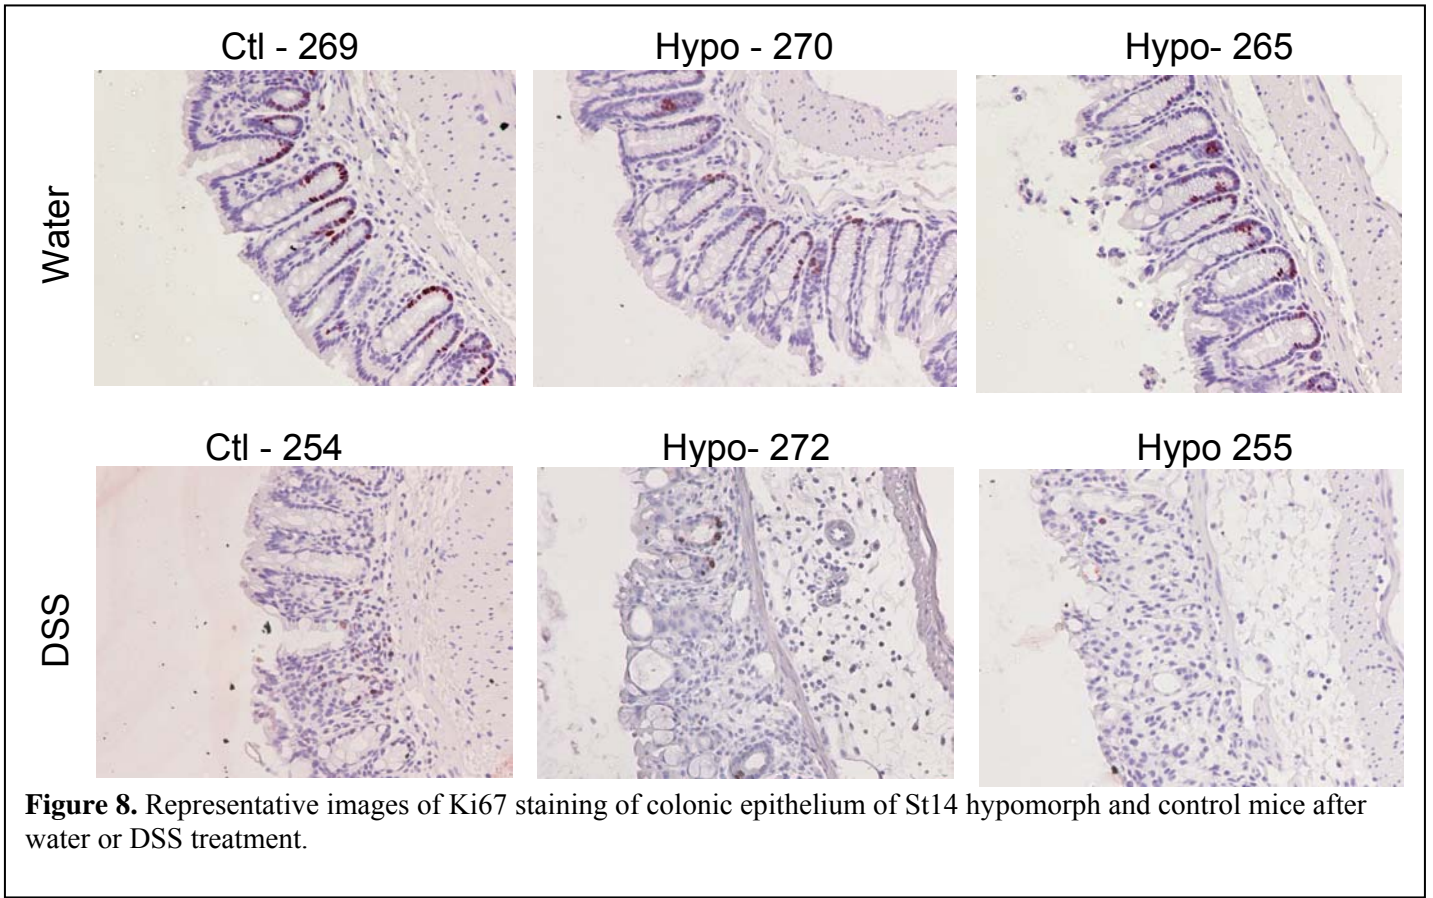 Ctl - 269
Hypo - 270
Hypo- 265
Water
Ctl - 254
Hypo- 272
Hypo 255
DSS
Figure 8. Representative images of Ki67 staining of colonic epithelium of St14 hypomorph and control mice after
water or DSS treatment.